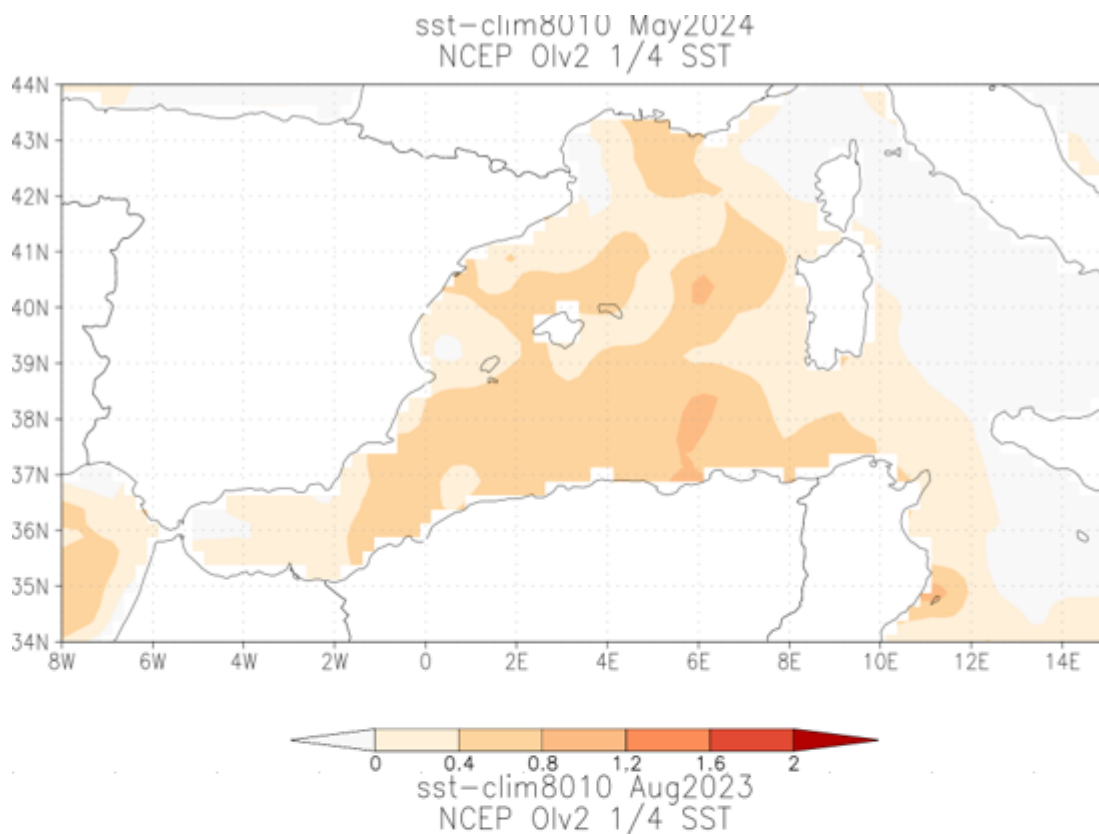 sst-clim8010 May2024
NCEP OIv2 1/4 SST
44N
43N
42N
41N
40N
39N
38N
37N
36N
35N
34N
8W 6W 4W 2W 0 2E 4E 6E 8E 10E 12E 14E
0 0.4 0.8 1.2 1.6 2
sst-clim8010 Aug2023
NCEP OIv2 1/4 SST